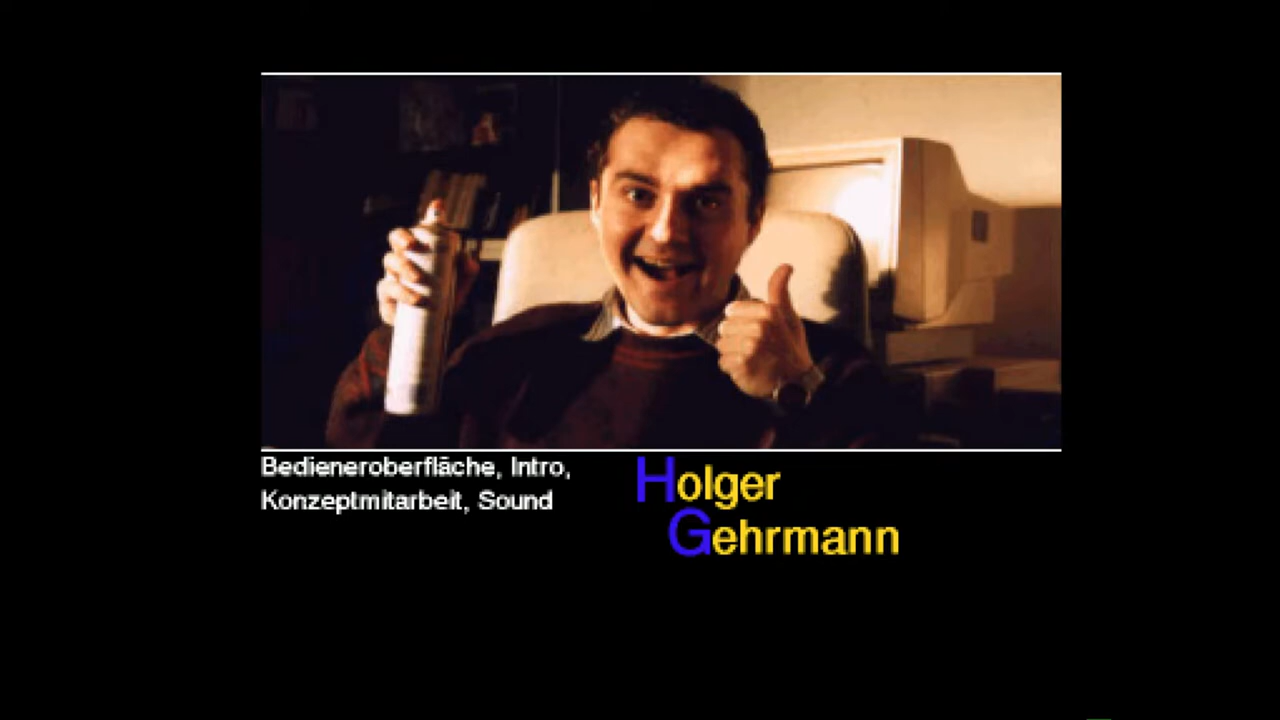 Bedieneroberfläche, Intro,
Konzeptmitarbeit, Sound
Holger
Gehrmann